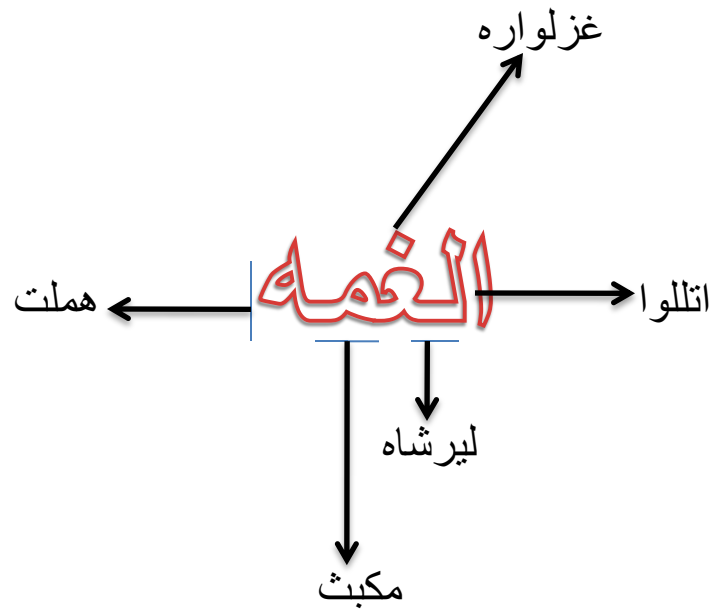 غزلواره
الغمه
اتللوا
هملت
ليرشاه
مكبث